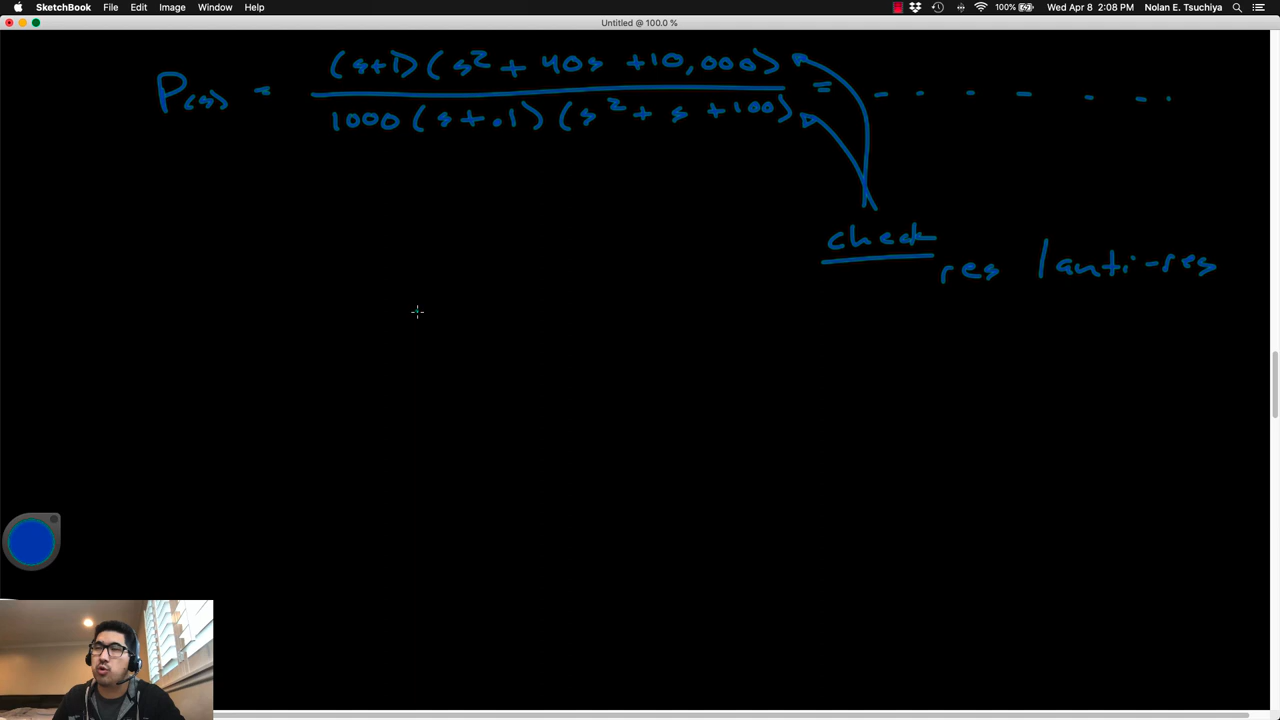 SketchBook File Edit Image Window Help 100% Wed Apr 8 2:08 PM Nolan E. Tsuchiya
Untitled @ 100.0 %
P(s) = (s+1)(s² + 40s + 10,000) / 1000(s+.1)(s² + s + 100) = - - - - - - .
check
res / anti-res